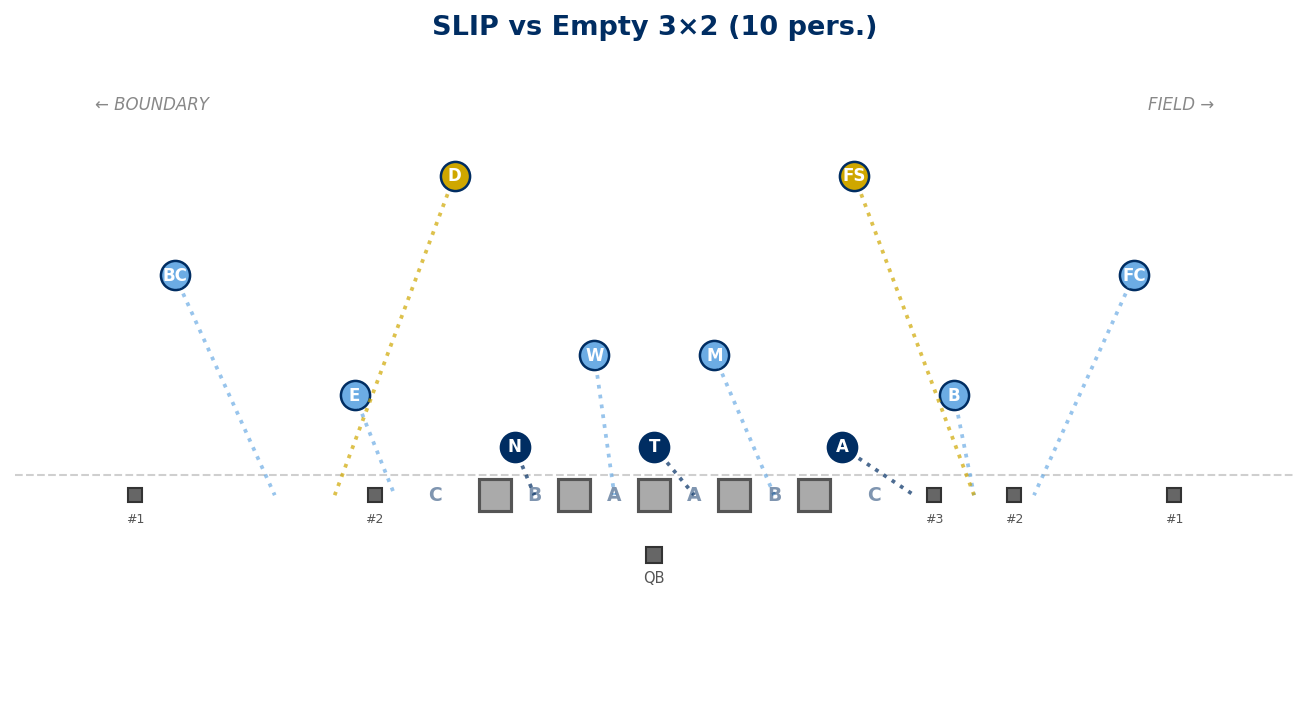 SLIP vs Empty 3×2 (10 pers.)
← BOUNDARY
FIELD →
D
FS
BC
FC
W
M
E
B
N
T
A
C
B
A
A
B
C
#1
#2
#3
#2
#1
QB